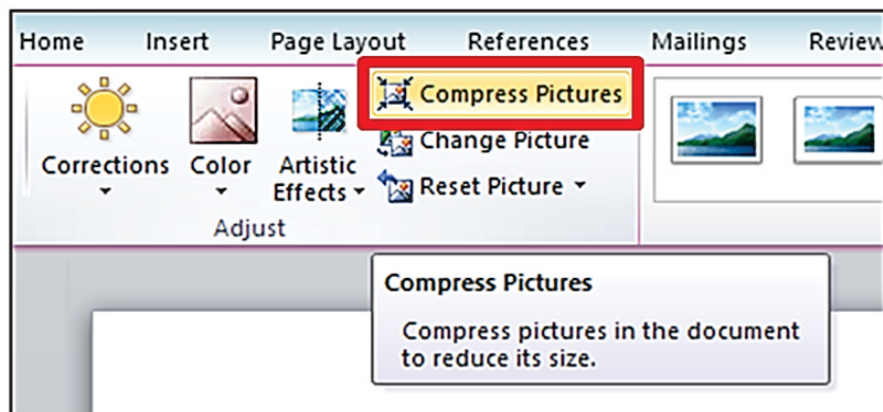 Home Insert Page Layout References Mailings Review
Compress Pictures
Change Picture
Corrections Color Artistic
Effects Reset Picture
Adjust
Compress Pictures
Compress pictures in the document
to reduce its size.